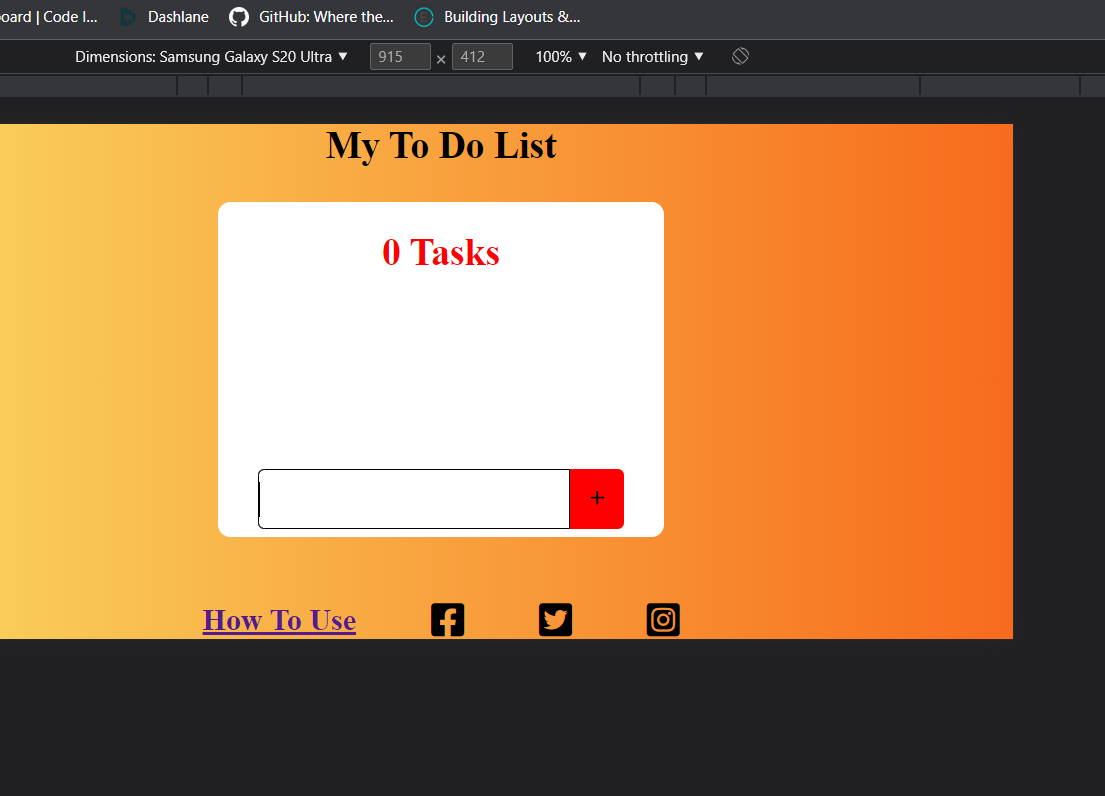 oard | Code I... Dashlane GitHub: Where the... Building Layouts &...
Dimensions: Samsung Galaxy S20 Ultra ▼ 915 × 412 100% ▼ No throttling ▼
My To Do List
0 Tasks
+
How To Use